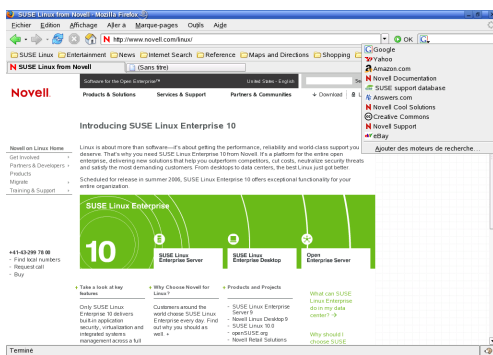 SUSE Linux from Novell - Mozilla Firefox
Fichier Edition Affichage Aller à Marque-pages Outils Aide
http://www.novell.com/linux/
OK
SUSE Linux Entertainment News Internet Search Reference Maps and Directions Shopping
SUSE Linux from Novell
(Sans titre)
Google
Yahoo
Amazon.com
Novell Documentation
SUSE support database
Answers.com
Novell Cool Solutions
Creative Commons
Novell Support
eBay
Ajouter des moteurs de recherche...
Software for the Open Enterprise™
United States - English
Novell.
Products & Solutions Services & Support Partners & Communities Download
Introducing SUSE Linux Enterprise 10
Novell on Linux Home
Get Involved
Partners & Developers
Products
Migrate
Training & Support
Linux is about more than software—it's about getting the performance, reliability and world-class support you
deserve. That's why you need SUSE Linux Enterprise 10 from Novell. It's a platform for the entire open
enterprise, delivering new solutions that help you outperform competitors, cut costs, neutralize security threats
and satisfy the most demanding customers. From desktops to data centers, the best Linux just got better.
Scheduled for release in summer 2006, SUSE Linux Enterprise 10 offers exceptional functionality for your
entire organization.
SUSE Linux Enterprise
10
SUSE Linux
Enterprise Server
SUSE Linux
Enterprise Desktop
Open
Enterprise Server
+41-43-299 78 00
- Find local numbers
- Request call
- Buy
Take a look at key
features
Only SUSE Linux
Enterprise 10 delivers
built-in application
security, virtualization and
integrated systems
management across a full
Why Choose Novell for
Linux?
Customers around the
world choose SUSE Linux
Enterprise every day. Find
out why you should as
well.
Products and Projects
- SUSE Linux Enterprise
Server 9
- Novell Linux Desktop 9
- SUSE Linux 10.0
- openSUSE.org
- Novell Retail Solutions
What can SUSE
Linux Enterprise
do in my data
center?
Why should I
choose SUSE
Terminé